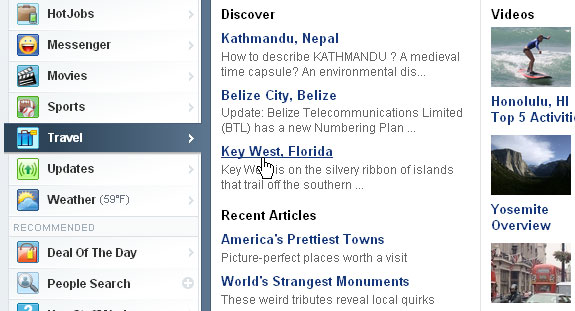 HotJobs
Messenger
Movies
Sports
Travel
Updates
Weather (59°F)
RECOMMENDED
Deal Of The Day
People Search
Discover
Kathmandu, Nepal
How to describe KATHMANDU ? A medieval
time capsule? An environmental dis...
Belize City, Belize
Update: Belize Telecommunications Limited
(BTL) has a new Numbering Plan ...
Key West, Florida
Key is on the silvery ribbon of islands
that trail off the southern ...
Recent Articles
America's Prettiest Towns
Picture-perfect places worth a visit
World's Strangest Monuments
These weird tributes reveal local quirks
Videos
Honolulu, HI
Top 5 Activiti
Yosemite
Overview